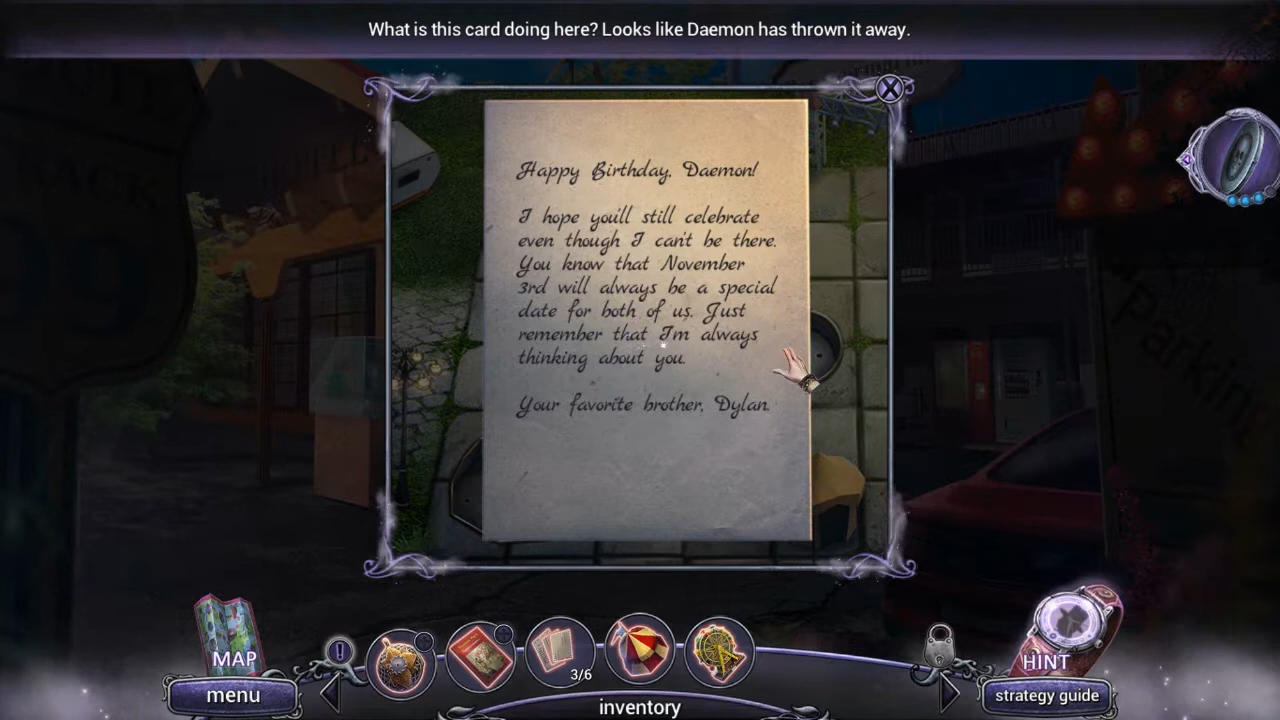 What is this card doing here? Looks like Daemon has thrown it away.
Happy Birthday, Daemon!
I hope you'll still celebrate
even though I can't be there.
You know that November
3rd will always be a special
date for both of us. Just
remember that I'm always
thinking about you.
Your favorite brother, Dylan.
Parking
MAP
menu
3/6
inventory
HINT
strategy guide